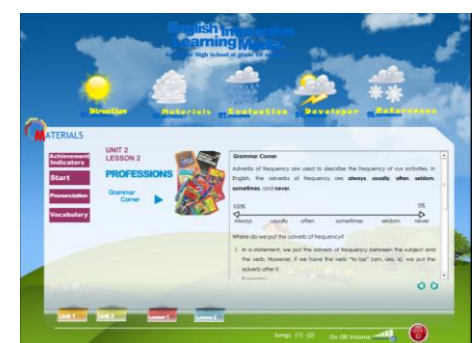 English Interactive
Learning Media
Direction
Materials
Evaluation
Developer
References
MATERIALS
Achievement
Indicators
Start
Pronunciation
Vocabulary
UNIT 2
LESSON 2
PROFESSIONS
Grammar
Corner
Grammar Corner
Adverbs of frequency are used to describe the frequency of our activities. In
English, the adverbs of frequency are always, usually, often, seldom,
sometimes, and never.
100% 0%
Always usually often sometimes seldom never
Where do we put the adverb of frequency?
1. In a statement, we put the adverb of frequency between the subject and
the verb. However, if we have the verb "to be" (am, are, is), we put the
adverb after it.
Unit 1
Unit 2
Lesson 1
Lesson 2
Songs (1) (2) On Off Volume